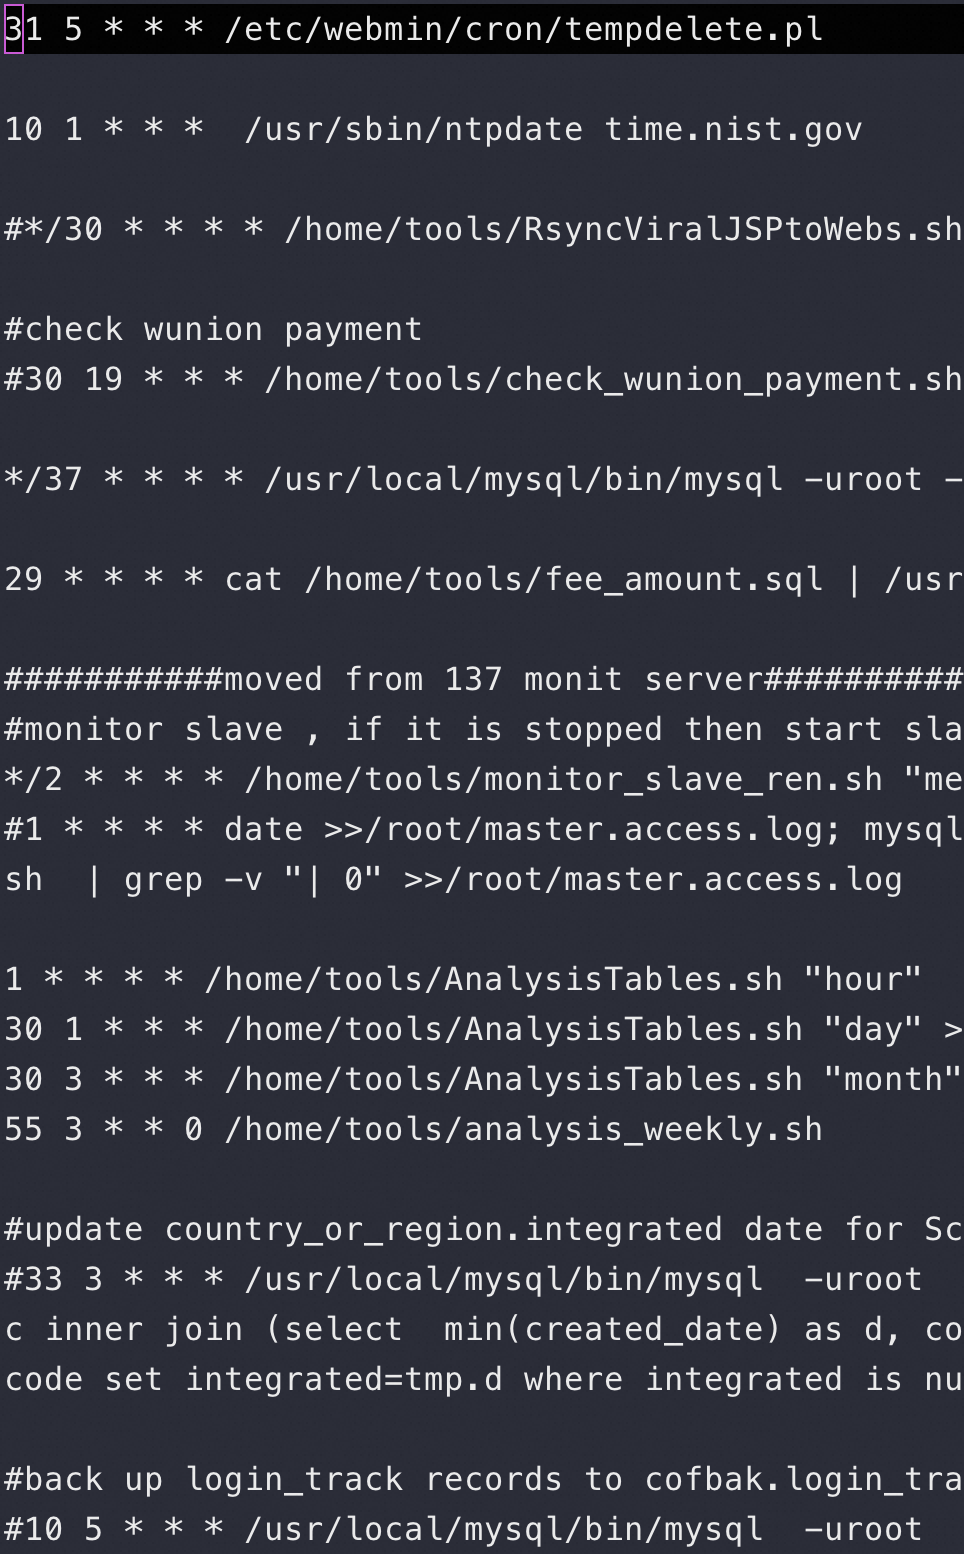 31 5 * * * /etc/webmin/cron/tempdelete.pl
10 1 * * *  /usr/sbin/ntpdate time.nist.gov
#*/30 * * * * /home/tools/RsyncViralJSPtoWebs.sh
#check wunion payment
#30 19 * * * /home/tools/check_wunion_payment.sh
*/37 * * * * /usr/local/mysql/bin/mysql -uroot -
29 * * * * cat /home/tools/fee_amount.sql | /usr
###########moved from 137 monit server##########
#monitor slave , if it is stopped then start sla
*/2 * * * * /home/tools/monitor_slave_ren.sh "me
#1 * * * * date >>/root/master.access.log; mysql
sh  | grep -v "| 0" >>/root/master.access.log
1 * * * * /home/tools/AnalysisTables.sh "hour"
30 1 * * * /home/tools/AnalysisTables.sh "day" >
30 3 * * * /home/tools/AnalysisTables.sh "month"
55 3 * * 0 /home/tools/analysis_weekly.sh
#update country_or_region.integrated date for Sc
#33 3 * * * /usr/local/mysql/bin/mysql  -uroot
c inner join (select  min(created_date) as d, co
code set integrated=tmp.d where integrated is nu
#back up login_track records to cofbak.login_tra
#10 5 * * * /usr/local/mysql/bin/mysql  -uroot